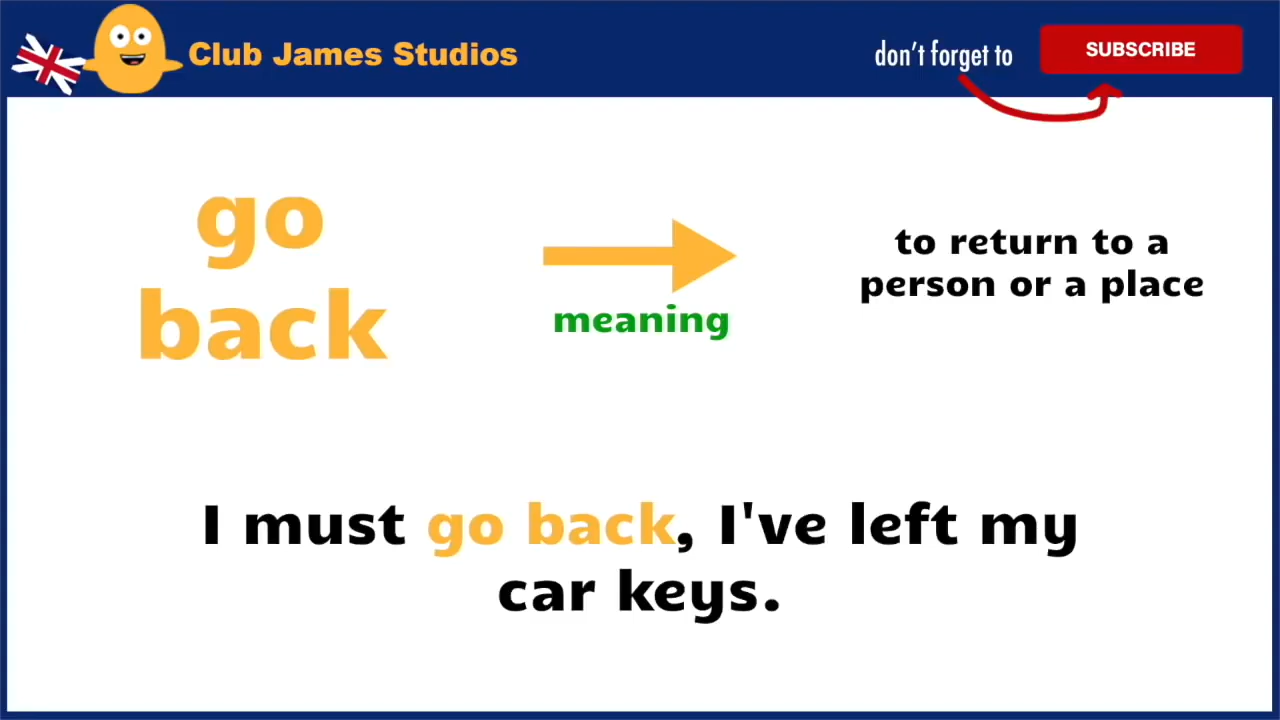 Club James Studios
don't forget to
SUBSCRIBE
go
back
meaning
to return to a
person or a place
I must go back, I've left my
car keys.